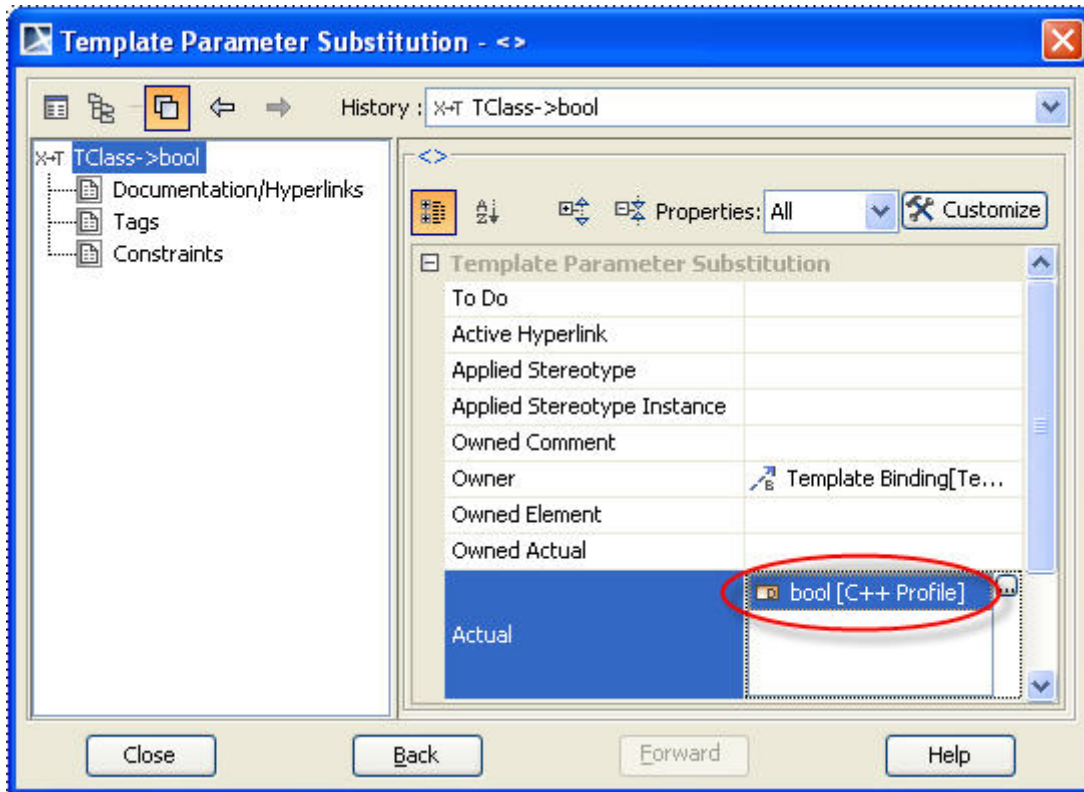 Template Parameter Substitution - <>
History : X→T TClass->bool
X→T TClass->bool
Documentation/Hyperlinks
Tags
Constraints
<>
Properties: All Customize
Template Parameter Substitution
To Do
Active Hyperlink
Applied Stereotype
Applied Stereotype Instance
Owned Comment
Owner Template Binding[Te...
Owned Element
Owned Actual
Actual bool [C++ Profile] ...
Close Back Forward Help